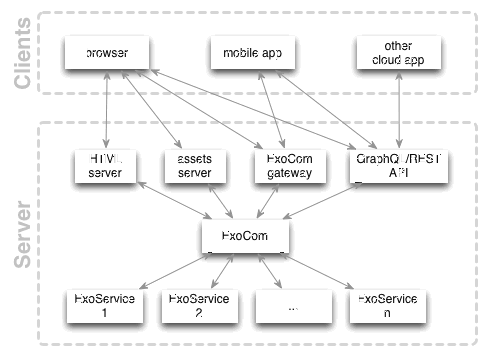 Clients
browser
mobile app
other
cloud app
Server
HTML
server
assets
server
ExoCom
gateway
GraphQL/REST
API
ExoCom
ExoService
1
ExoService
2
...
ExoService
n